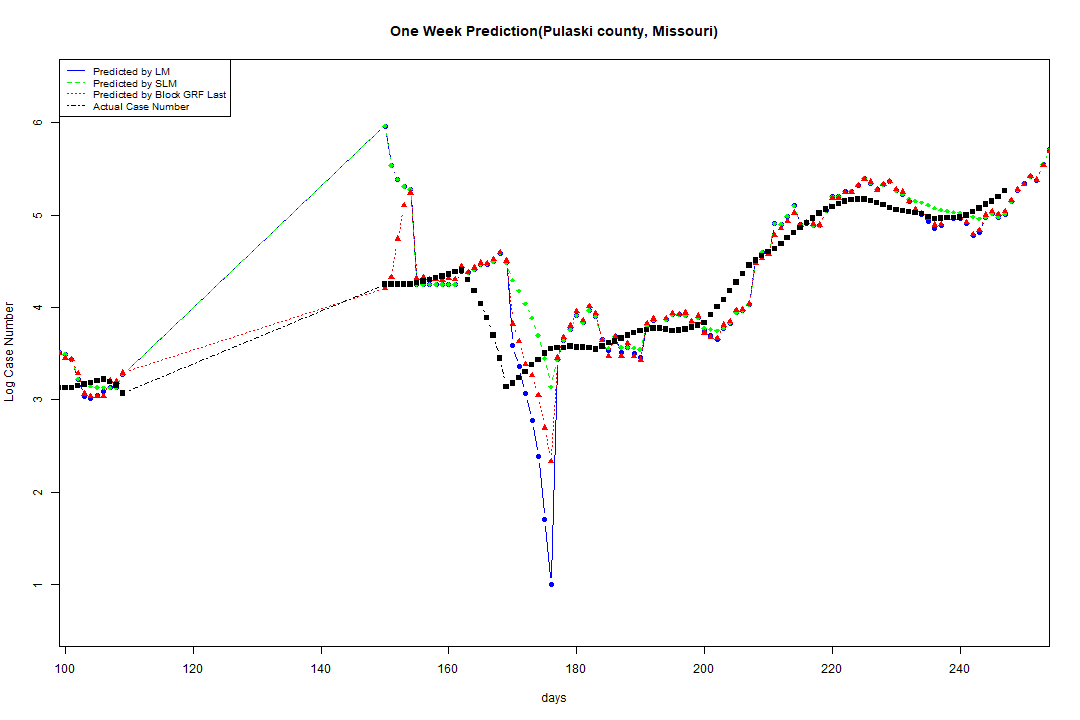 One Week Prediction(Pulaski county, Missouri)
Predicted by LM
Predicted by SLM
Predicted by Block GRF Last
Actual Case Number
Log Case Number
6
5
4
3
2
1
100 120 140 160 180 200 220 240
days